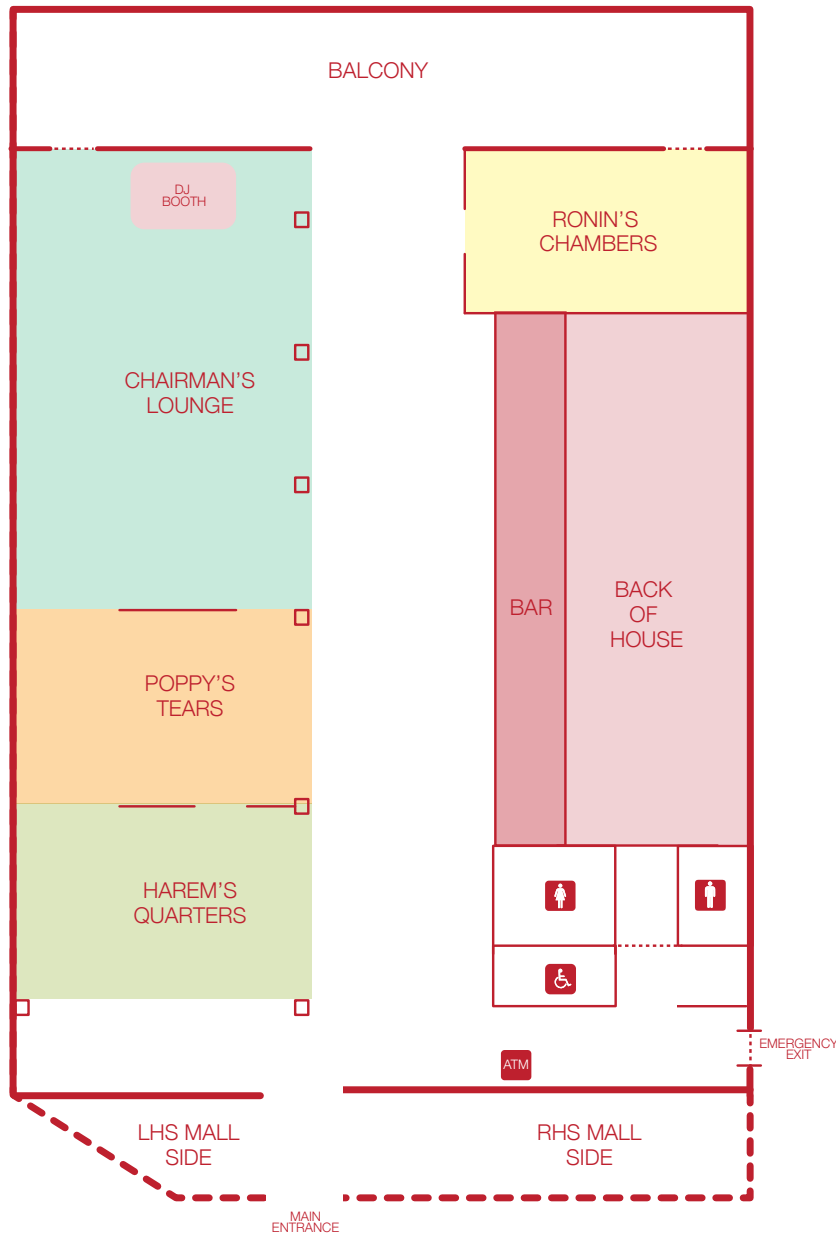 BALCONY
DJ
BOOTH
RONIN'S
CHAMBERS
CHAIRMAN'S
LOUNGE
BAR
BACK
OF
HOUSE
POPPY'S
TEARS
HAREM'S
QUARTERS
EMERGENCY
EXIT
ATM
LHS MALL
SIDE
RHS MALL
SIDE
MAIN
ENTRANCE